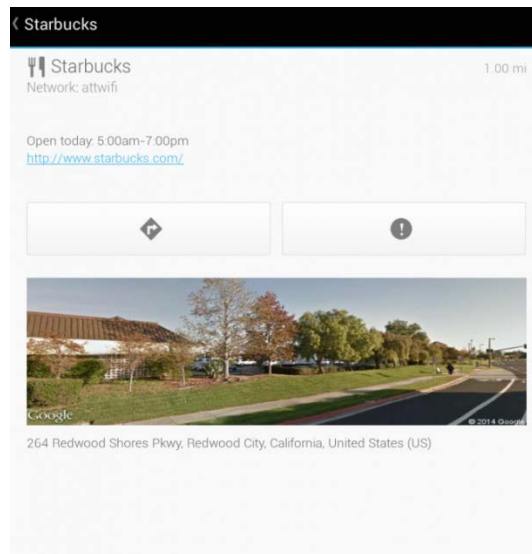 Starbucks
Starbucks
1.00 mi
Network: attwifi
Open today: 5:00am-7:00pm
http://www.starbucks.com/
Google
© 2014 Google
264 Redwood Shores Pkwy, Redwood City, California, United States (US)